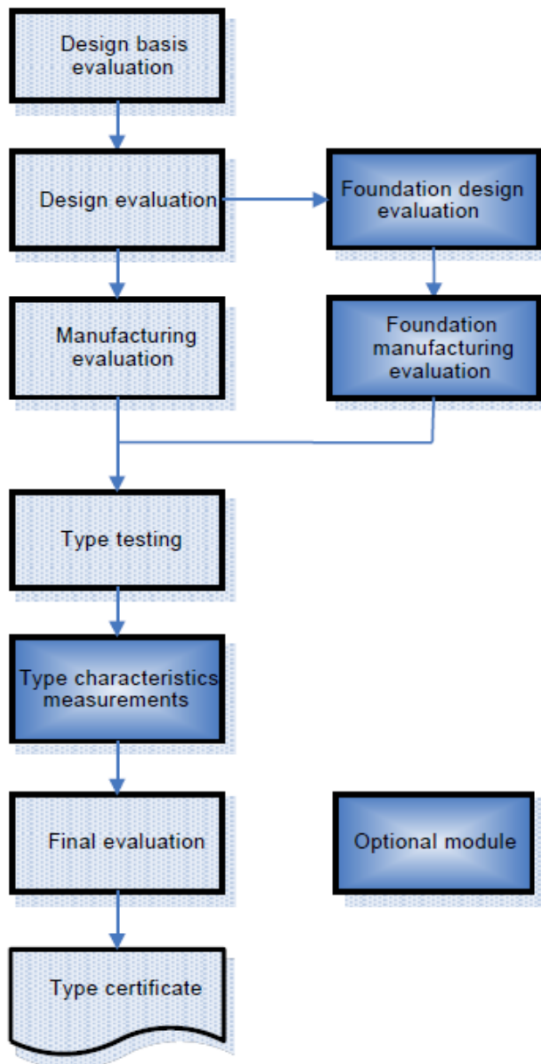 Design basis
evaluation
Design evaluation
Foundation design
evaluation
Manufacturing
evaluation
Foundation
manufacturing
evaluation
Type testing
Type characteristics
measurements
Final evaluation
Optional module
Type certificate